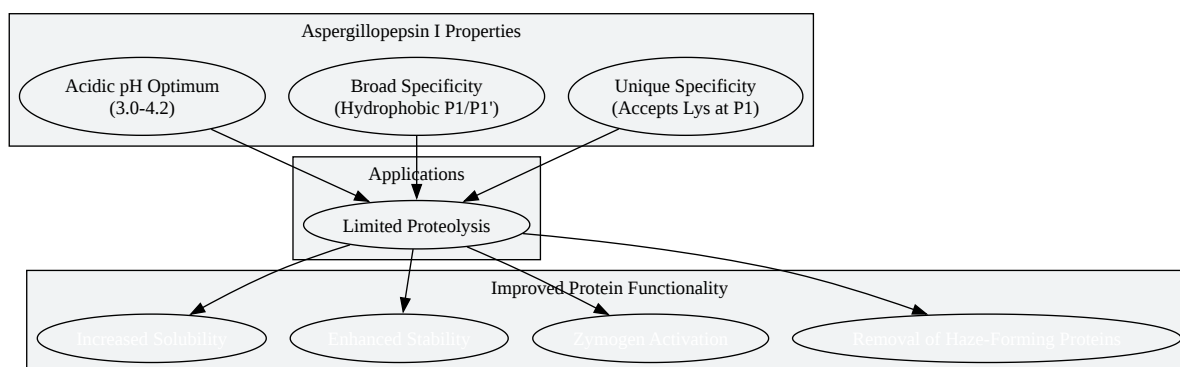 Aspergillopepsin I Properties
Acidic pH Optimum
(3.0-4.2)
Broad Specificity
(Hydrophobic P1/P1')
Unique Specificity
(Accepts Lys at P1)
Applications
Limited Proteolysis
Improved Protein Functionality
Increased Solubility
Enhanced Stability
Zymogen Activation
Removal of Haze-Forming Proteins